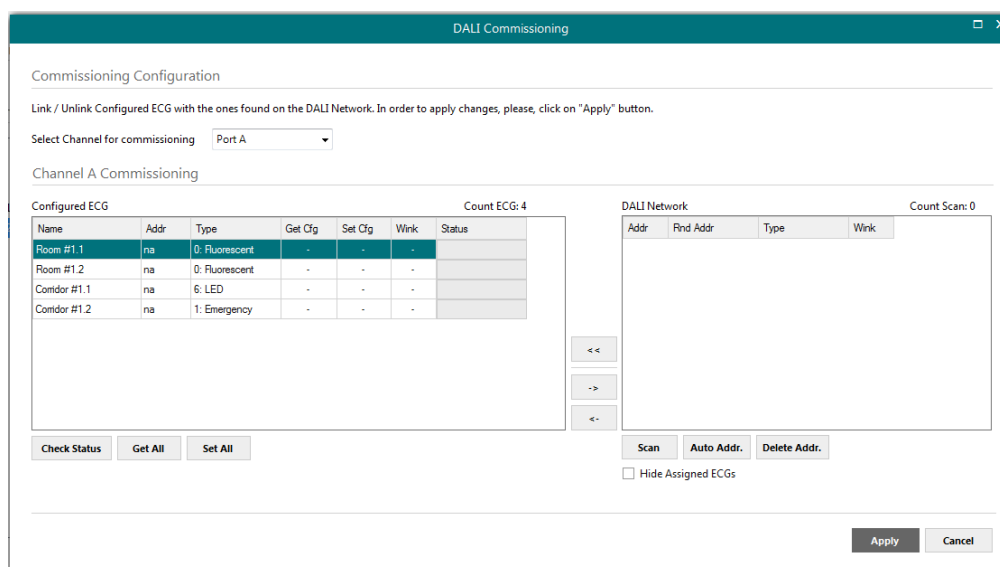 DALI Commissioning
Commissioning Configuration
Link / Unlink Configured ECG with the ones found on the DALI Network. In order to apply changes, please, click on "Apply" button.
Select Channel for commissioning Port A
Channel A Commissioning
Configured ECG Count ECG: 4 DALI Network Count Scan: 0
Name Addr Type Get Cfg Set Cfg Wink Status Addr Rnd Addr Type Wink
Room #1.1 na 0: Fluorescent - - -
Room #1.2 na 0: Fluorescent - - -
Corridor #1.1 na 6: LED - - -
Corridor #1.2 na 1: Emergency - - -
<<
->
<-
Check Status Get All Set All Scan Auto Addr. Delete Addr.
Hide Assigned ECGs
Apply Cancel